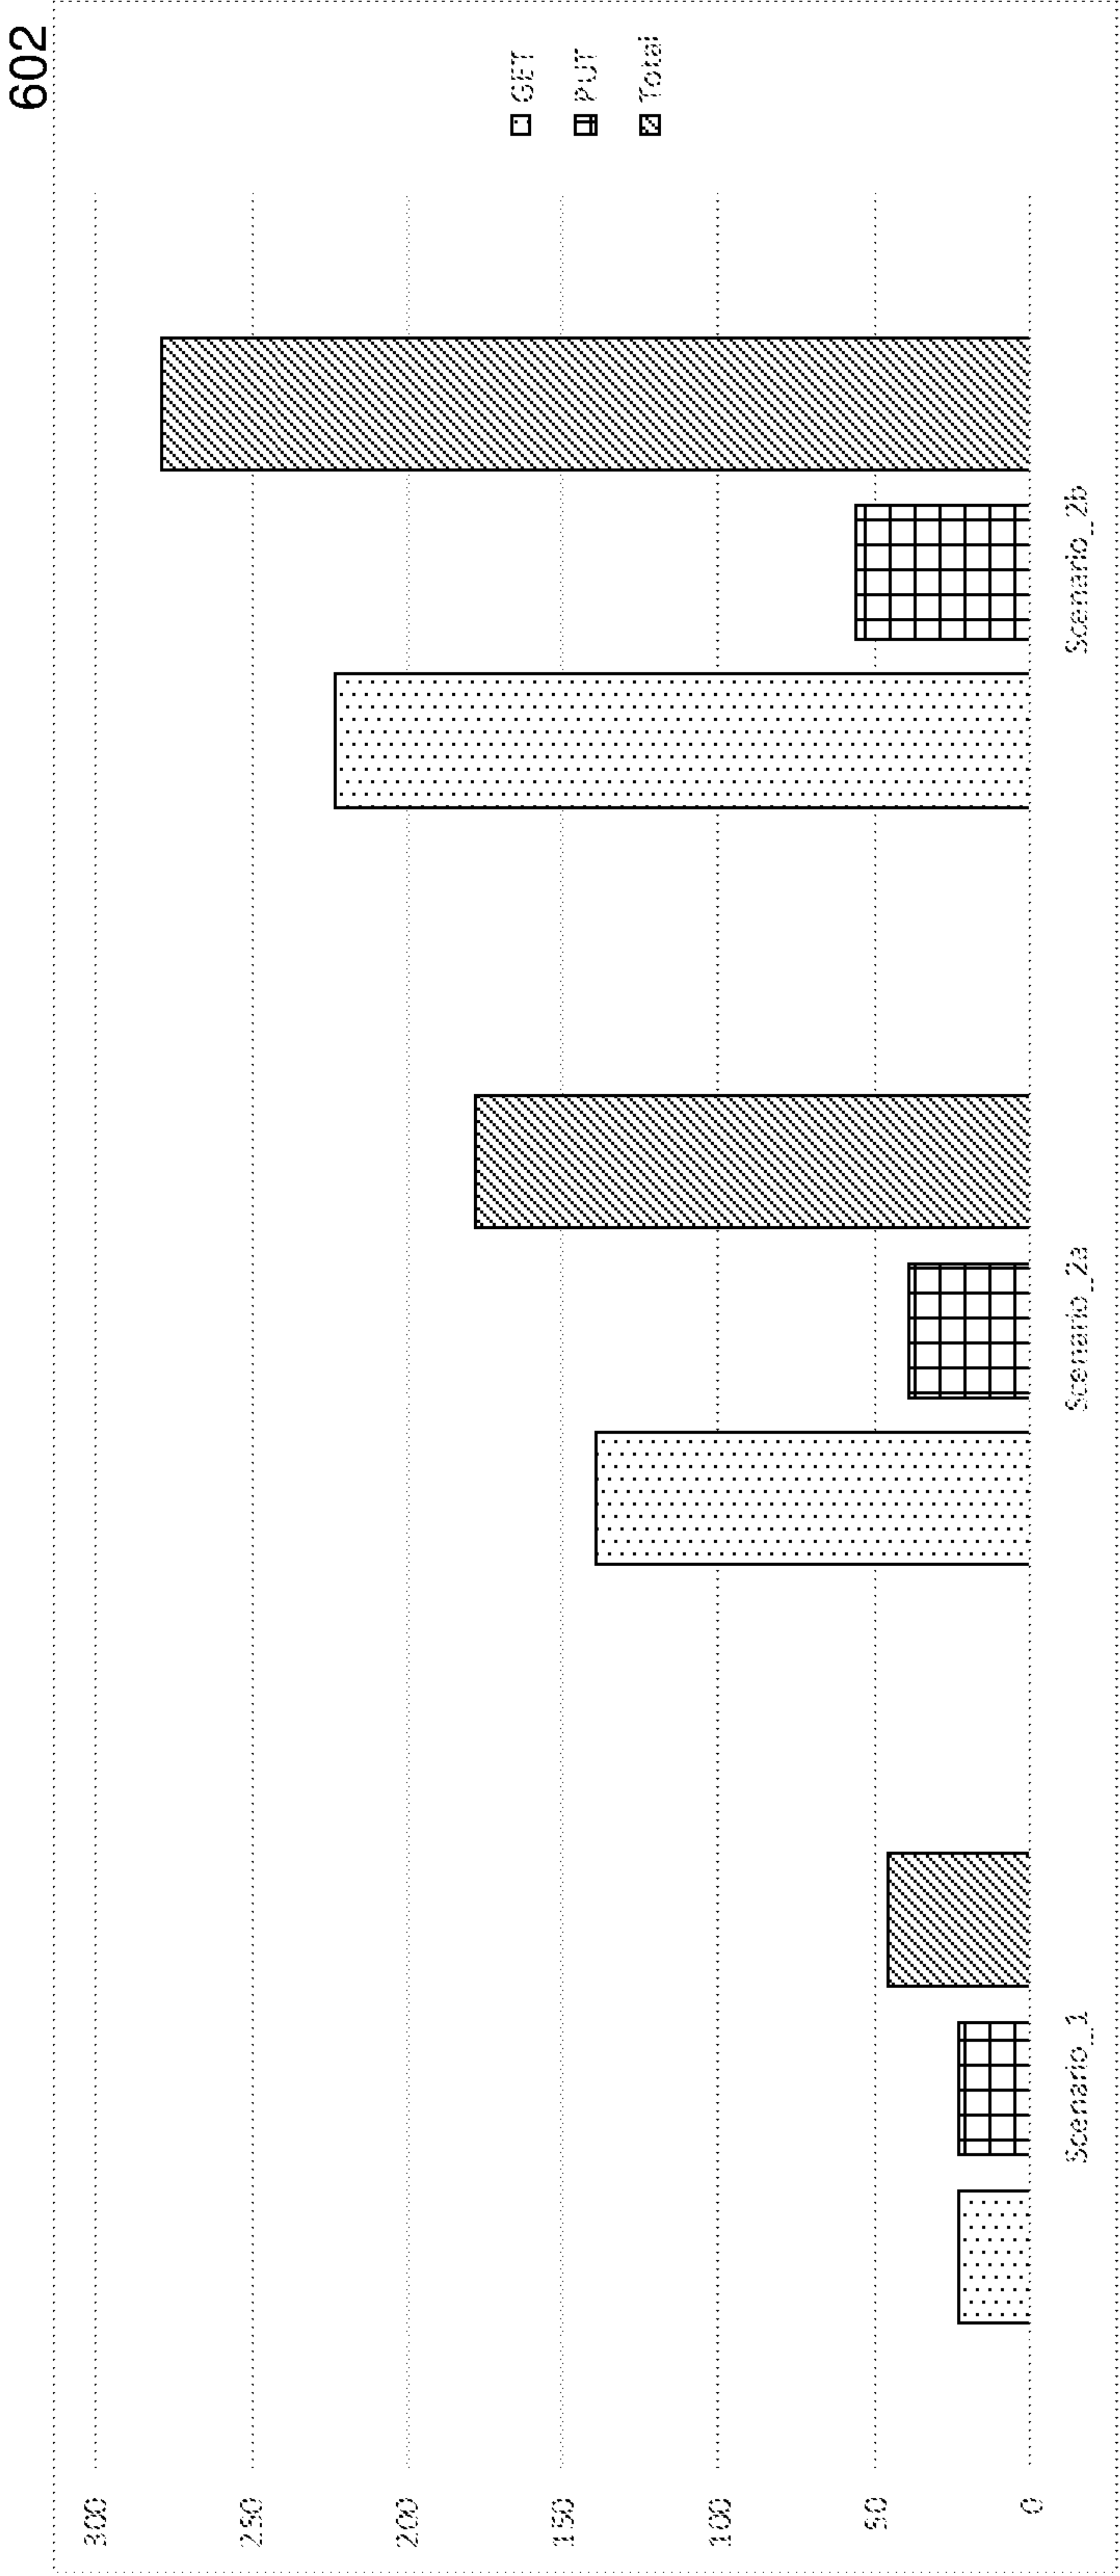 602
300
250
200
150
100
50
0
Scenario_1
Scenario_2a
Scenario_2b
GET
PUT
Total